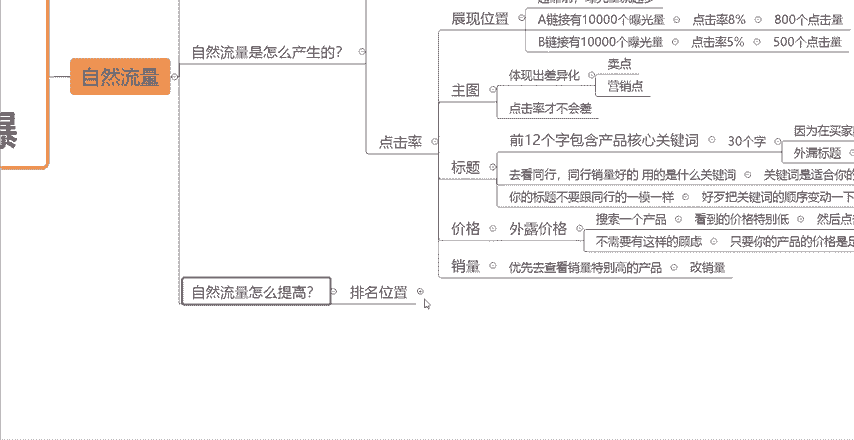 展现位置
A链接有10000个曝光量 点击率8% 800个点击量
B链接有10000个曝光量 点击率5% 500个点击量
自然流量是怎么产生的？
自然流量
主图
体现出差异化
卖点
营销点
点击率才不会差
爆
点击率
标题
前12个字包含产品核心关键词 30个字
因为在买家
外漏标题
去看同行，同行销量好的 用的是什么关键词 关键词是适合你的
你的标题不要跟同行的一模一样 好歹把关键词的顺序变动一下
价格 外露价格
搜索一个产品 看到的价格特别低 然后点
不需要有这样的顾虑 只要你的产品的价格是足
销量 优先去查看销量特别高的产品 改销量
自然流量怎么提高？ 排名位置